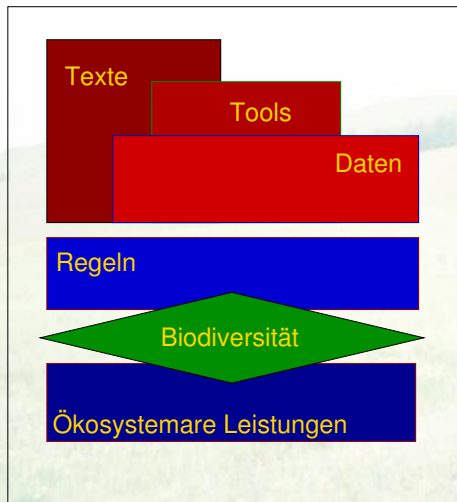 Texte
Tools
Daten
Regeln
Biodiversität
Ökosystemare Leistungen